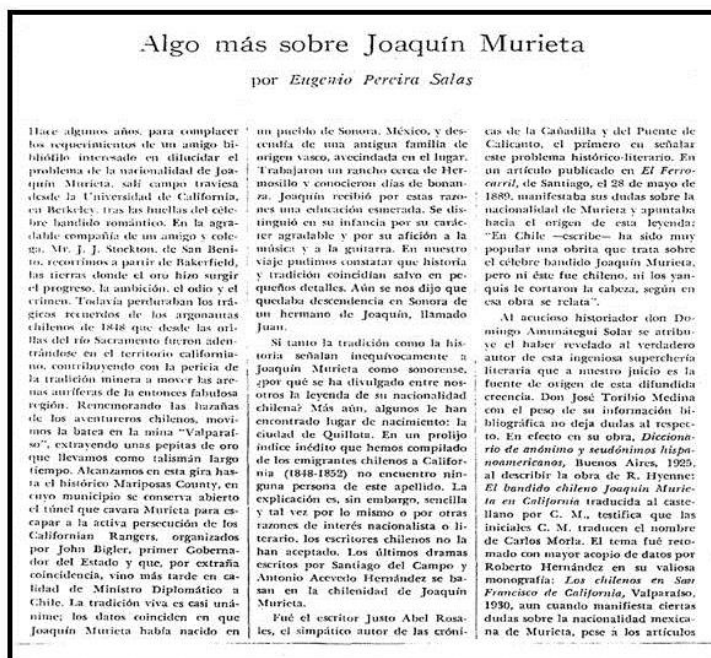 Algo más sobre Joaquín Murieta
por Eugenio Pereira Salas
Hace algunos años, para complacer
los requerimientos de un amigo bi-
bliófilo interesado en dilucidar el
problema de la nacionalidad de Joa-
quín Murieta, salí campo traviesa
desde la Universidad de California,
en Berkeley, tras las huellas del céle-
bre bandido romántico. En la agra-
dable compañía de un amigo y cole-
ga, Mr. J. J. Stockton, de San Beni-
to, recorrimos a partir de Bakerfield,
las tierras donde el oro hizo surgir
el progreso, la ambición, el odio y el
crimen. Todavía perduraban los trá-
gicos recuerdos de los argonautas
chilenos de 1848 que desde las ori-
llas del río Sacramento fueron aden-
trándose en el territorio california-
no, contribuyendo con la pericia de
la tradición minera a mover las are-
nas auríferas de la entonces fabulosa
región. Rememorando las hazañas
de los aventureros chilenos, movi-
mos la batea en la mina "Valparaí-
so", extrayendo unas pepitas de oro
que llevamos como talismán largo
tiempo. Alcanzamos en esta gira has-
ta el histórico Mariposas County, en
cuyo municipio se conserva abierto
el túnel que cavara Murieta para es-
capar a la activa persecución de los
Californian Rangers, organizados
por John Bigler, primer Goberna-
dor del Estado y que, por extraña
coincidencia, vino más tarde en ca-
lidad de Ministro Diplomático a
Chile. La tradición viva es casi uná-
nime; los datos coinciden en que
Joaquín Murieta había nacido en
un pueblo de Sonora, México, y des-
cendía de una antigua familia de
origen vasco, avecindada en el lugar.
Trabajaron un rancho cerca de Her-
mosillo y conocieron días de bonan-
za. Joaquín recibió por estas razo-
nes una educación esmerada. Se dis-
tinguió en su infancia por su carác-
ter agradable y por su afición a la
música y a la guitarra. En nuestro
viaje pudimos constatar que historia
y tradición coincidían salvo en pe-
queños detalles. Aún se nos dijo que
quedaba descendencia en Sonora de
un hermano de Joaquín, llamado
Juan.
Si tanto la tradición como la his-
toria señalan inequívocamente a
Joaquín Murieta como sonorense,
¿por qué se ha divulgado entre nos-
otros la leyenda de su nacionalidad
chilena? Más aún, algunos le han
encontrado lugar de nacimiento: la
ciudad de Quillota. En un prolijo
índice inédito que hemos compilado
de los emigrantes chilenos a Califor-
nia (1848-1852) no encuentro nin-
guna persona de este apellido. La
explicación es, sin embargo, sencilla
y tal vez por lo mismo o por otras
razones de interés nacionalista o li-
terario, los escritores chilenos no la
han aceptado. Los últimos dramas
escritos por Santiago del Campo y
Antonio Acevedo Hernández se ba-
san en la chilenidad de Joaquín
Murieta.
Fué el escritor Justo Abel Rosa-
les, el simpático autor de las cróni-
cas de la Cañadilla y del Puente de
Calicanto, el primero en señalar
este problema histórico-literario. En
un artículo publicado en El Ferro-
carril, de Santiago, el 28 de mayo de
1889, manifestaba sus dudas sobre la
nacionalidad de Murieta y apuntaba
hacia el origen de esta leyenda:
"En Chile —escribe— ha sido muy
popular una obrita que trata sobre
el célebre bandido Joaquín Murieta,
pero ni éste fue chileno, ni los yan-
quis le cortaron la cabeza, según en
esa obra se relata".
Al acucioso historiador don Do-
mingo Amunátegui Solar se atribu-
ye el haber revelado al verdadero
autor de esta ingeniosa superchería
literaria que a nuestro juicio es la
fuente de origen de esta difundida
creencia. Don José Toribio Medina
con el peso de su información bi-
bliográfica no deja dudas al respec-
to. En efecto en su obra, Dicciona-
rio de anónimo y seudónimos hispa-
noamericanos, Buenos Aires, 1925,
al describir la obra de R. Hyenne:
El bandido chileno Joaquín Murie-
ta en California traducida al caste-
llano por C. M., testifica que las
iniciales C. M. traducen el nombre
de Carlos Morla. El tema fué reto-
mado con mayor acopio de datos por
Roberto Hernández en su valiosa
monografía: Los chilenos en San
Francisco de California, Valparaíso,
1930, aun cuando manifiesta ciertas
dudas sobre la nacionalidad mexica-
na de Murieta, pese a los artículos